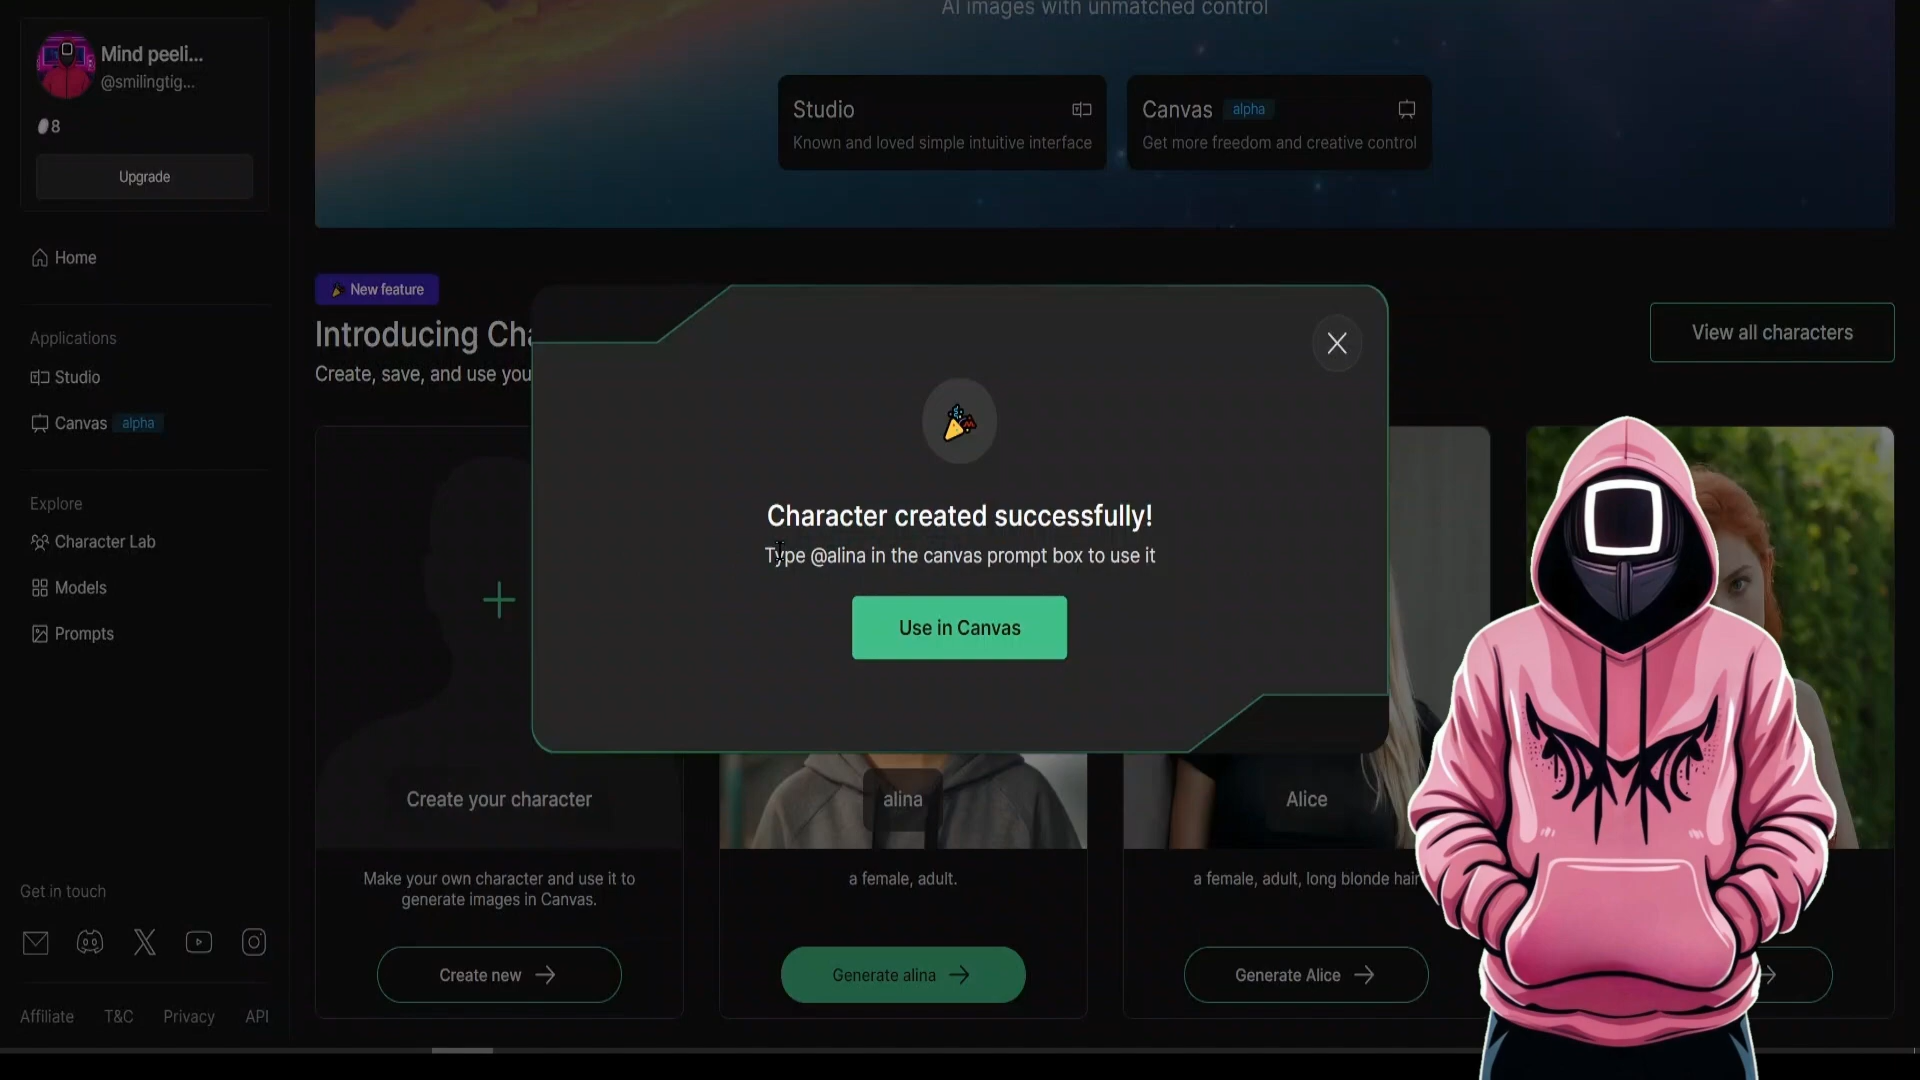 AI images with unmatched control
Mind peeli...
@smilingtig...
8
Upgrade
Studio
Known and loved simple intuitive interface
Canvas alpha
Get more freedom and creative control
Home
Applications
Studio
Canvas alpha
Explore
Character Lab
Models
Prompts
Get in touch
Affiliate T&C Privacy API
New feature
Introducing Cha
Create, save, and use you
View all characters
Character created successfully!
Type @alina in the canvas prompt box to use it
Use in Canvas
Create your character
Make your own character and use it to
generate images in Canvas.
Create new
alina
a female, adult.
Generate alina
Alice
a female, adult, long blonde hair
Generate Alice